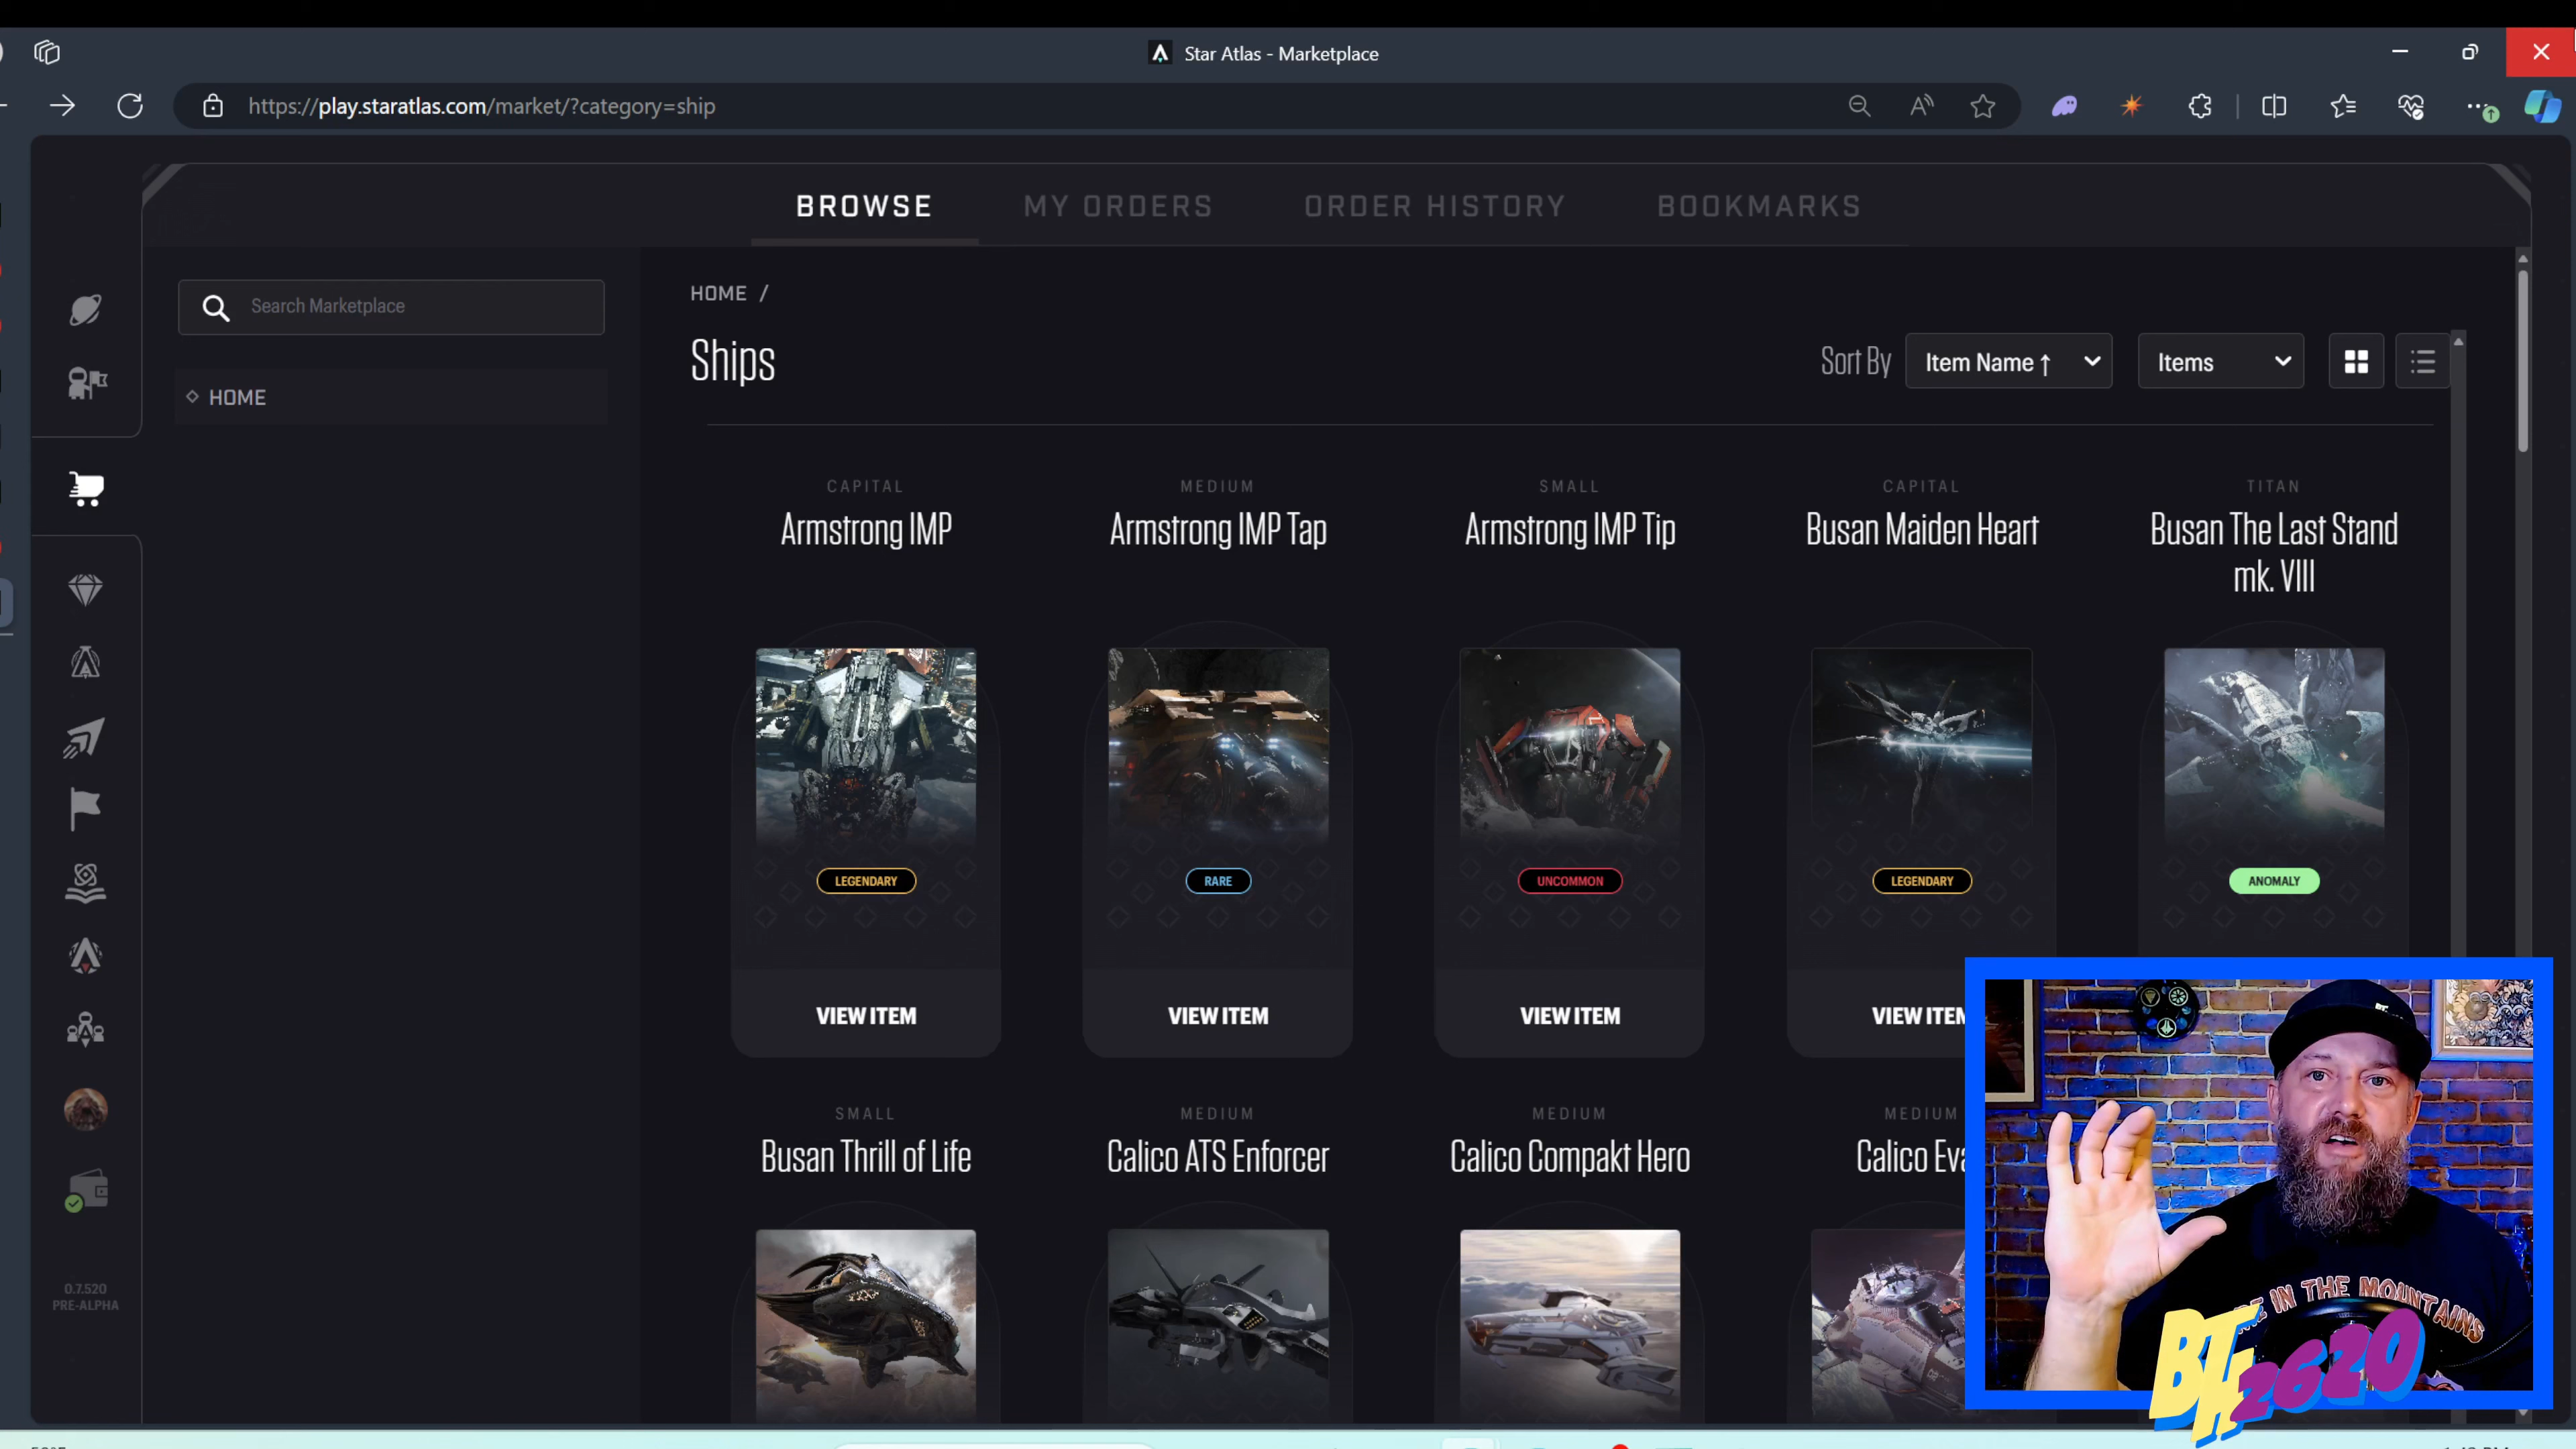 Star Atlas - Marketplace
https://play.staratlas.com/market/?category=ship
BROWSE
MY ORDERS
ORDER HISTORY
BOOKMARKS
Search Marketplace
HOME
HOME /
Ships
Sort By
Item Name ↑
Items
CAPITAL
Armstrong IMP
LEGENDARY
VIEW ITEM
MEDIUM
Armstrong IMP Tap
RARE
VIEW ITEM
SMALL
Armstrong IMP Tip
UNCOMMON
VIEW ITEM
CAPITAL
Busan Maiden Heart
LEGENDARY
VIEW ITEM
TITAN
Busan The Last Stand
mk. VIII
ANOMALY
SMALL
Busan Thrill of Life
MEDIUM
Calico ATS Enforcer
MEDIUM
Calico Compakt Hero
MEDIUM
Calico Eva
0.7.520
PRE-ALPHA
IN THE MOUNTAINS
BTH
2620